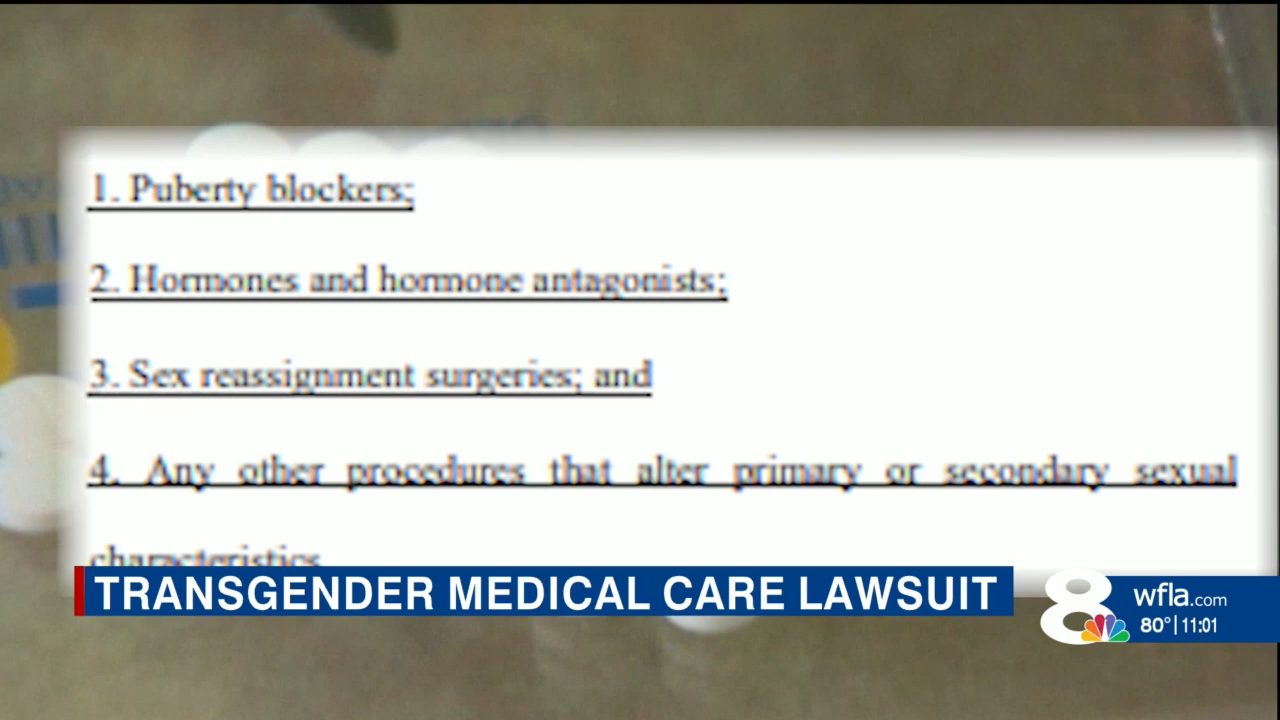 1. Puberty blockers;
2. Hormones and hormone antagonists;
3. Sex reassignment surgeries; and
4. Any other procedures that alter primary or secondary sexual
characteristics
TRANSGENDER MEDICAL CARE LAWSUIT
8
wfla.com
80° | 11:01